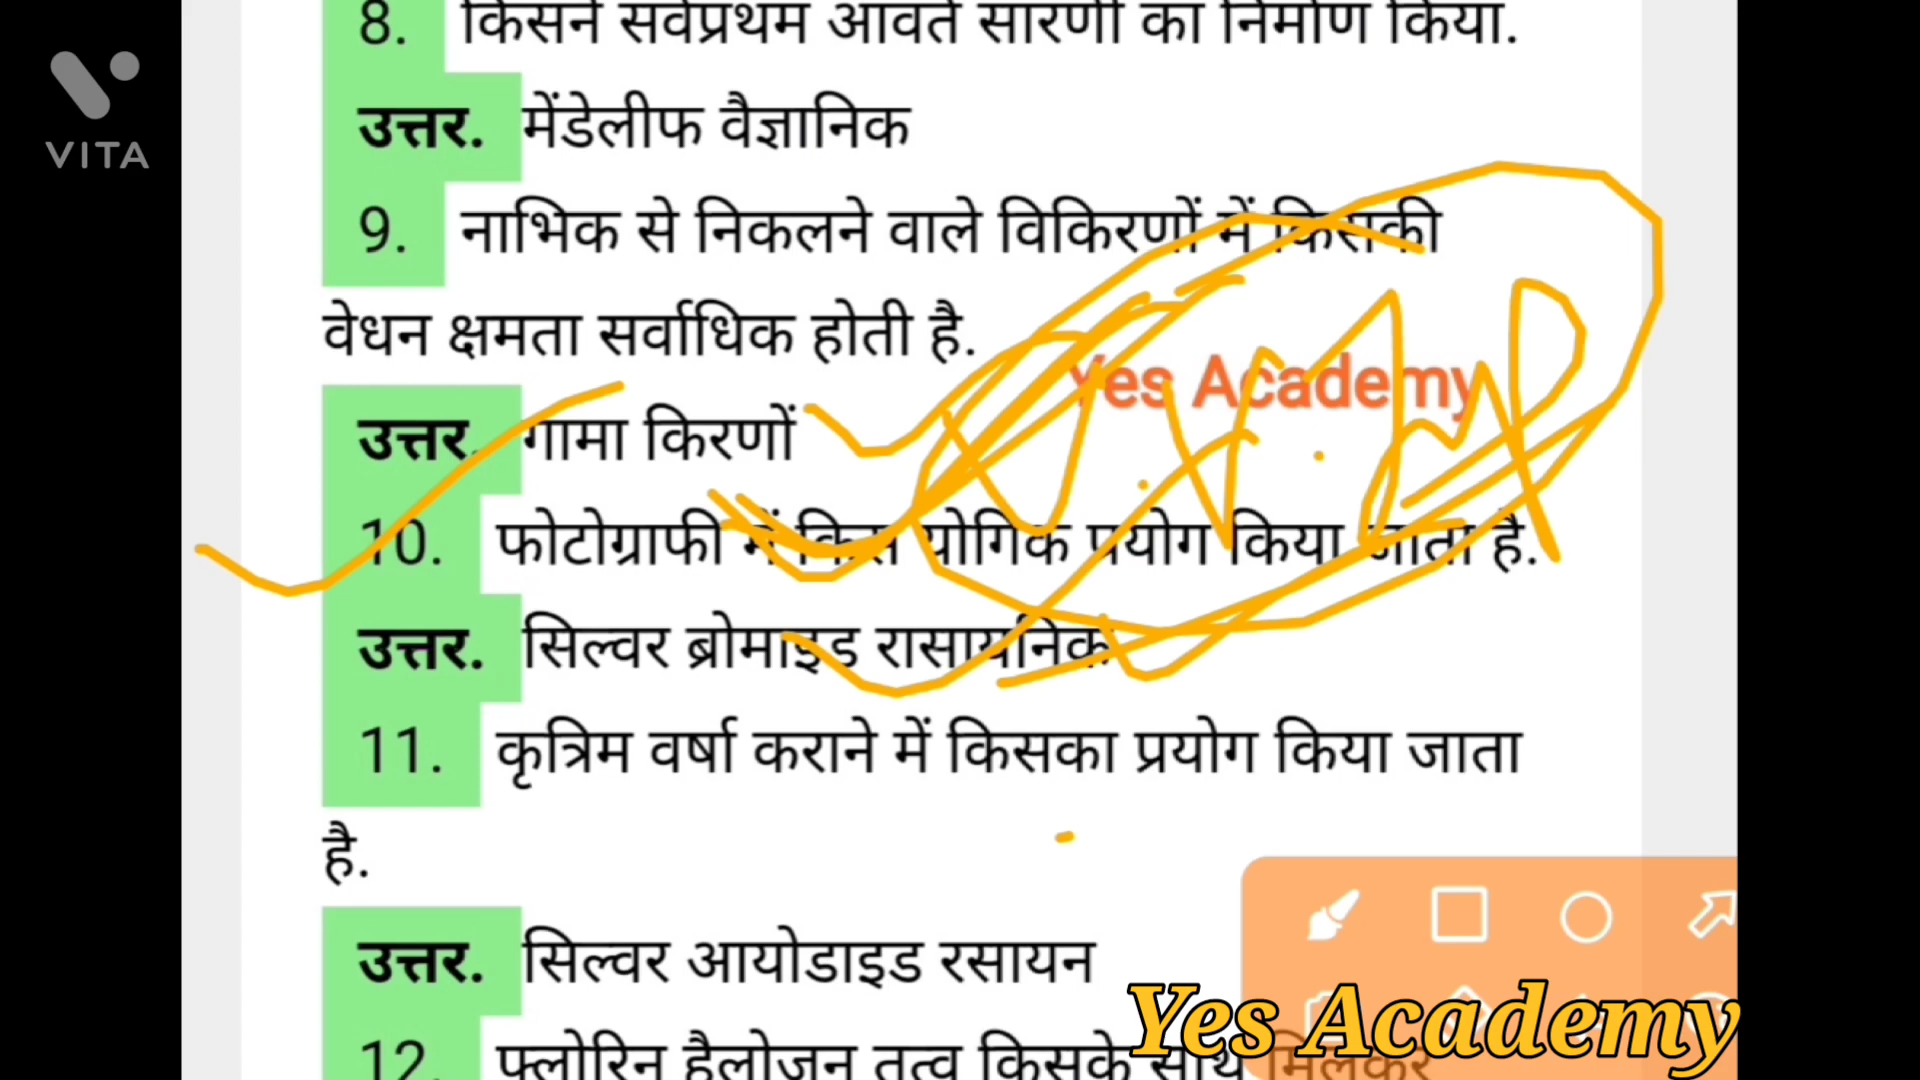 VITA
8. किसने सर्वप्रथम आवर्त सारणी का निर्माण किया.
उत्तर. मेंडेलीफ वैज्ञानिक
9. नाभिक से निकलने वाले विकिरणों में किसकी
वेधन क्षमता सर्वाधिक होती है.
Yes Academy
उत्तर. गामा किरणों
10. फोटोग्राफी में किस योगिक प्रयोग किया जाता है.
उत्तर. सिल्वर ब्रोमाइड रासायनिक
11. कृत्रिम वर्षा कराने में किसका प्रयोग किया जाता
है.
उत्तर. सिल्वर आयोडाइड रसायन
Yes Academy
12. फ्लोरिन हैलोजन तत्व किसके साथ मिलकर